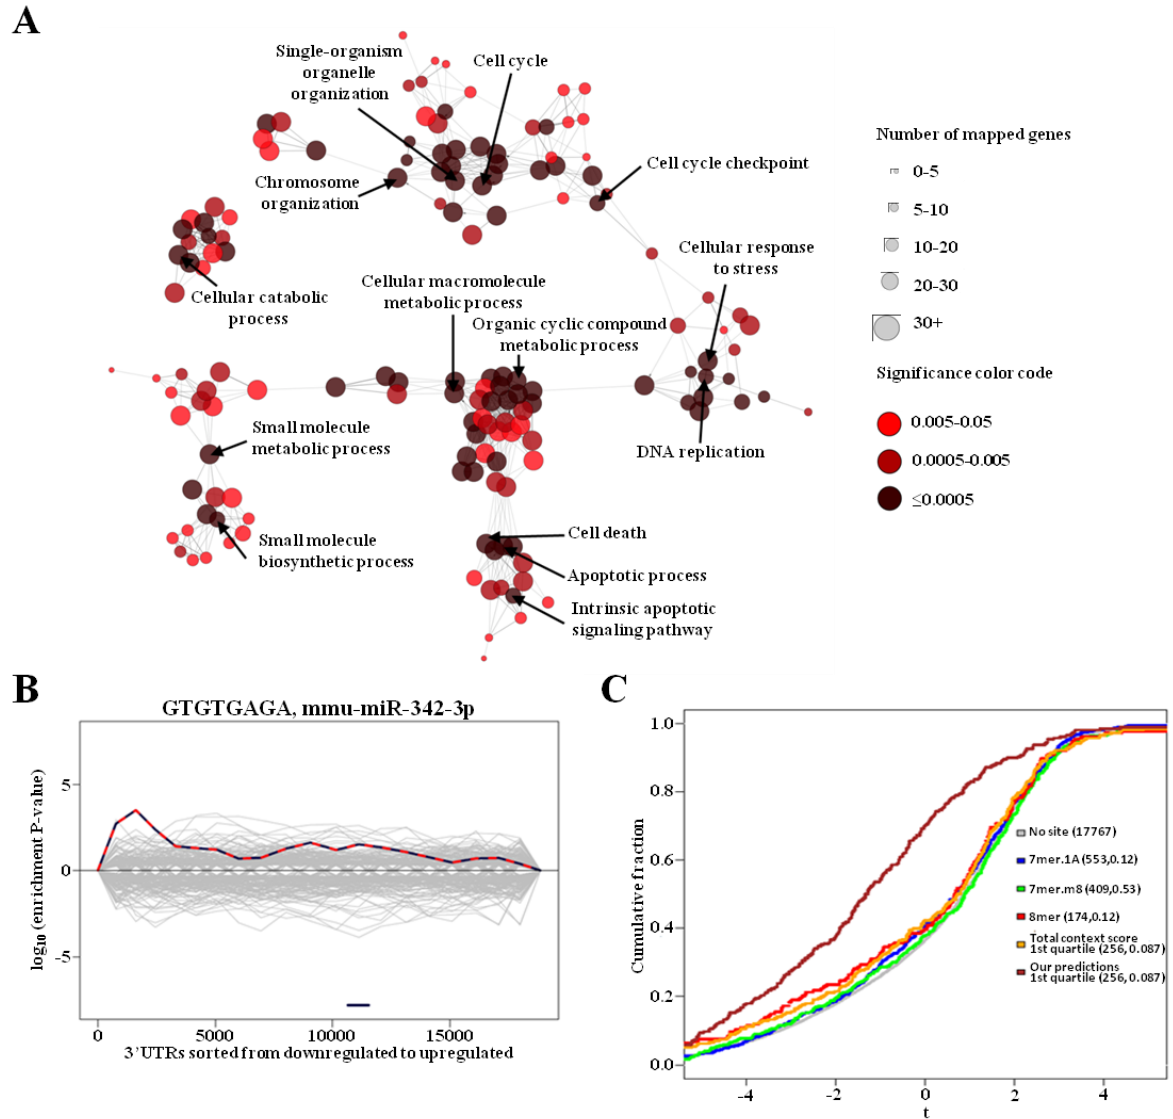 A
Single-organism
organelle
organization
Cell cycle
Chromosome
organization
Cell cycle checkpoint
Cellular response
to stress
Cellular catabolic
process
Cellular macromolecule
metabolic process
Organic cyclic compound
metabolic process
Small molecule
metabolic process
DNA replication
Small molecule
biosynthetic process
Cell death
Apoptotic process
Intrinsic apoptotic
signaling pathway
Number of mapped genes
0-5
5-10
10-20
20-30
30+
Significance color code
0.005-0.05
0.0005-0.005
≤0.0005
B
GTGTGAGA, mmu-miR-342-3p
log10 (enrichment P-value)
5
0
-5
0
5000
10000
15000
3’UTRs sorted from downregulated to upregulated
C
Cumulative fraction
1.0
0.8
0.6
0.4
0.2
0.0
No site (17767)
7mer.1A (553,0.12)
7mer.m8 (409,0.53)
8mer (174,0.12)
Total context score
1st quartile (256,0.087)
Our predictions
1st quartile (256,0.087)
-4
-2
0
2
4
t